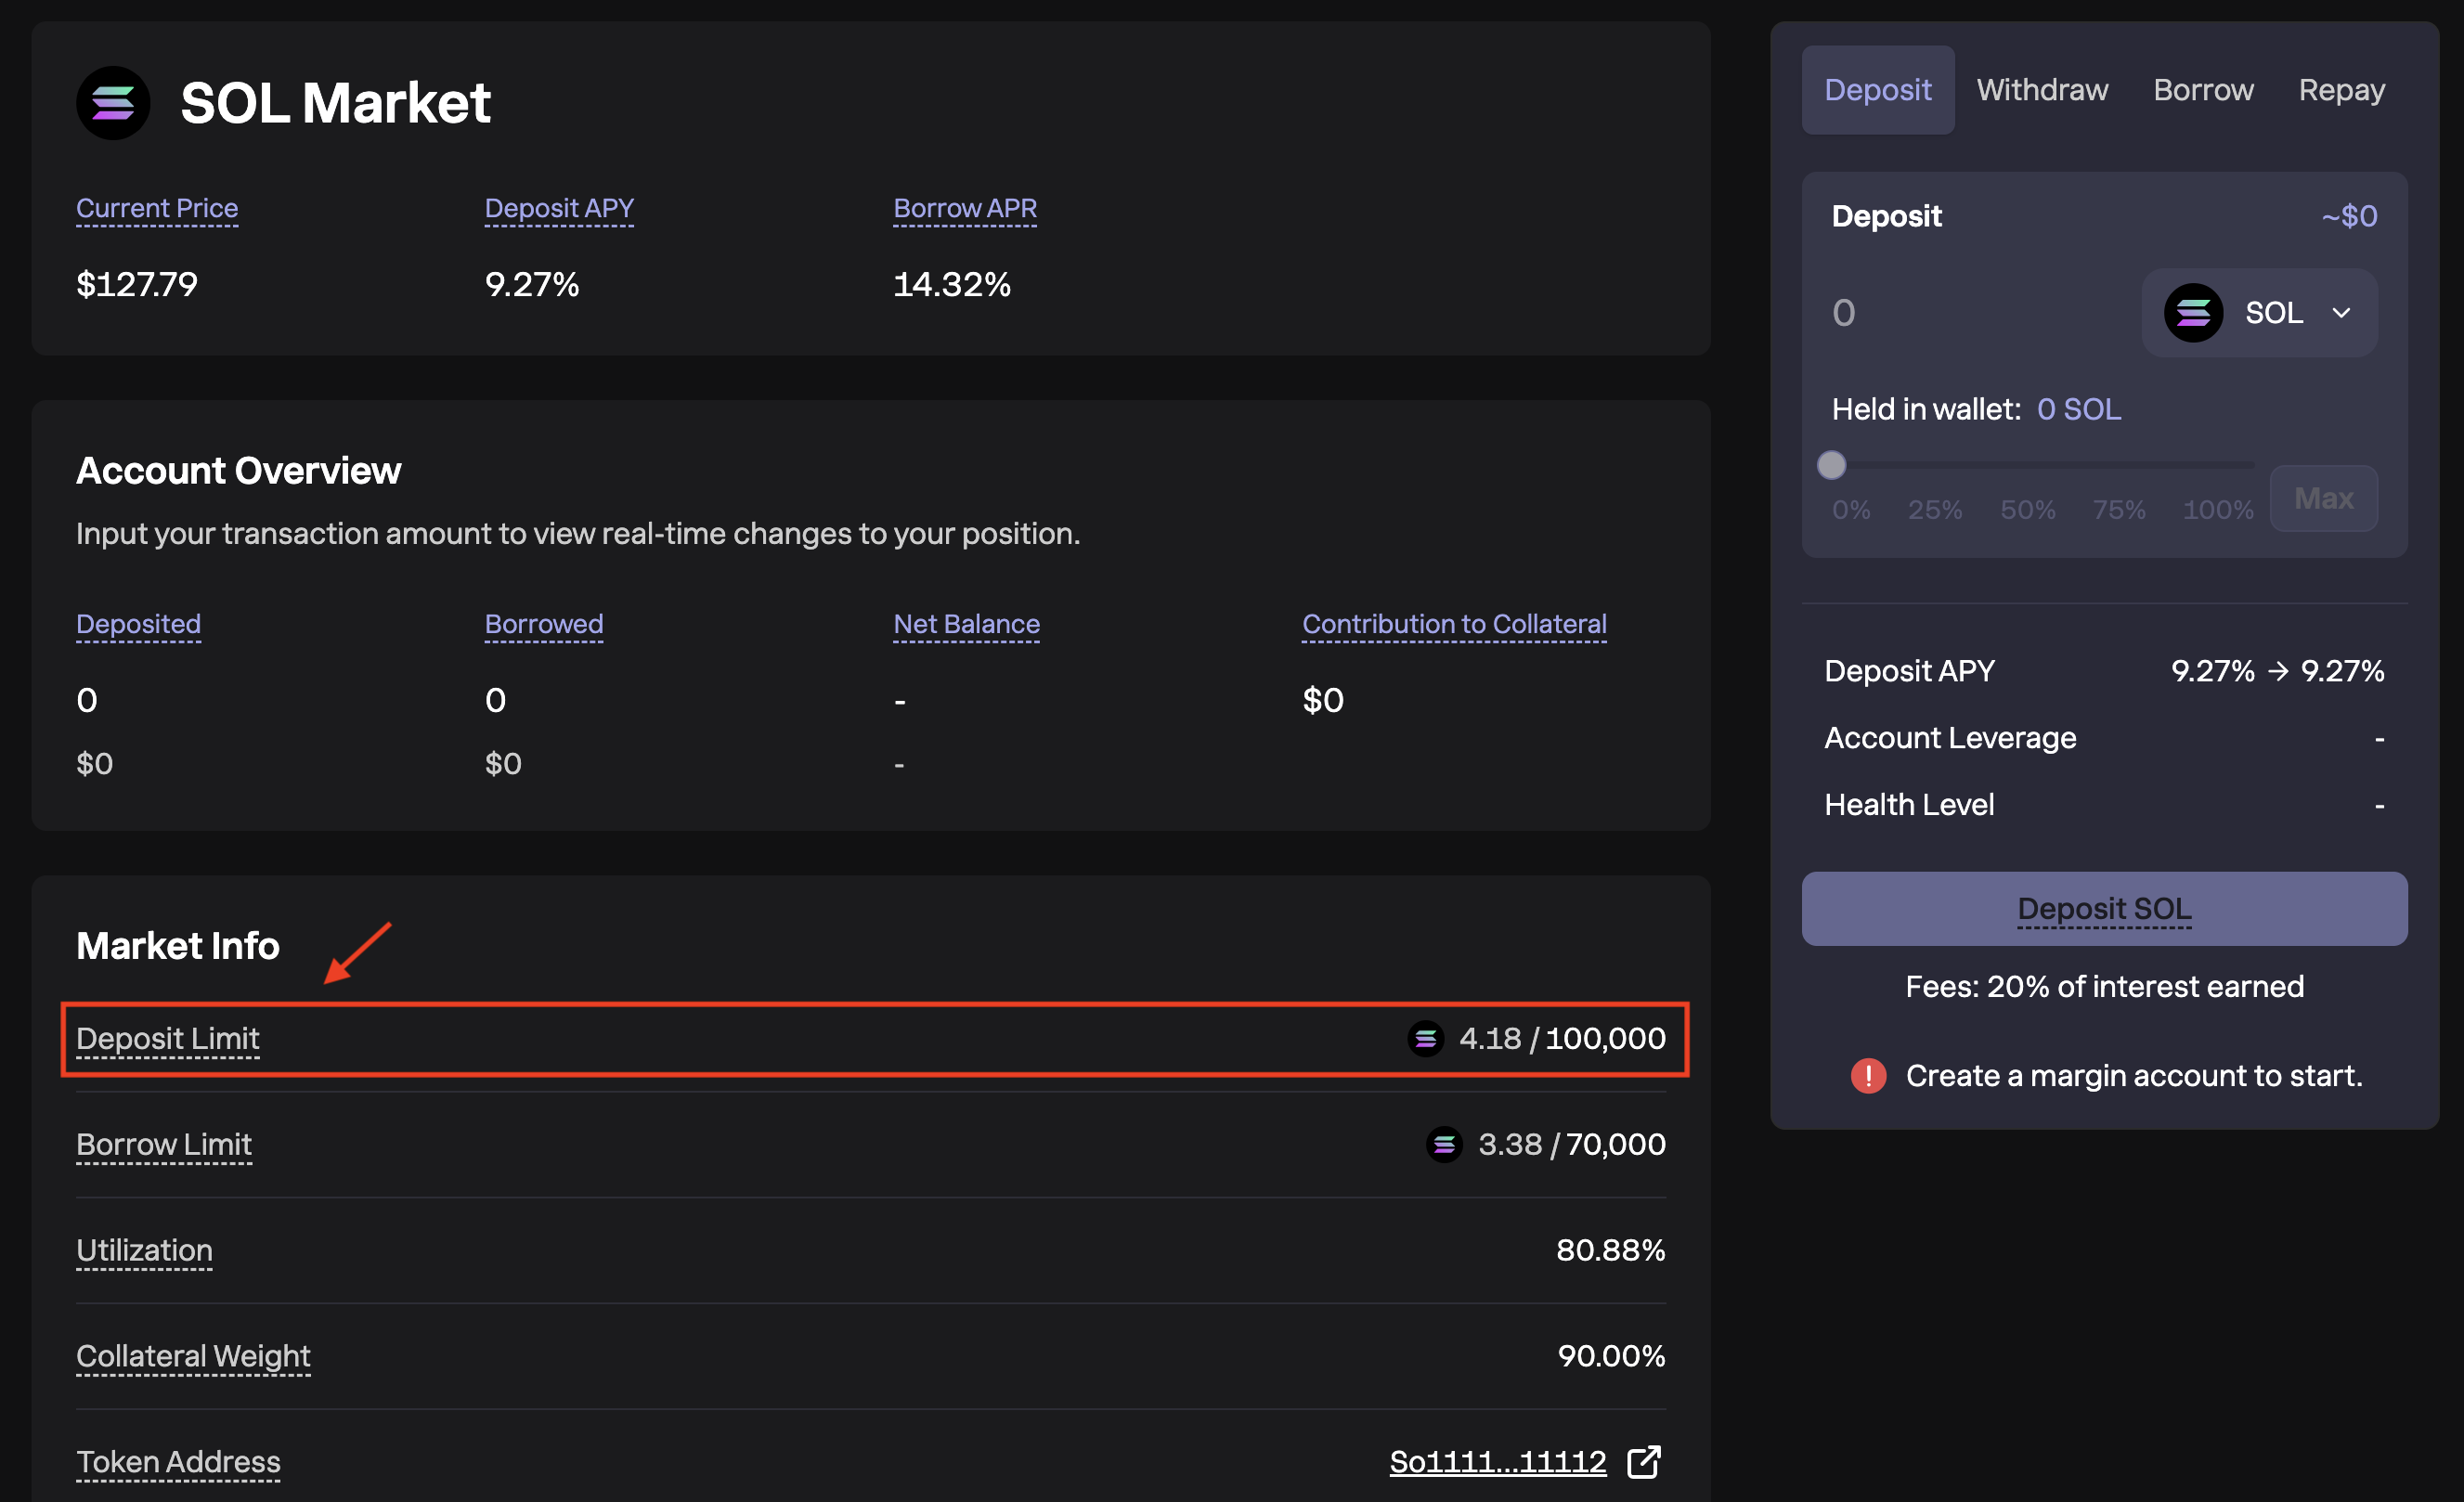 SOL Market
Current Price Deposit APY Borrow APR
$127.79 9.27% 14.32%
Account Overview
Input your transaction amount to view real-time changes to your position.
Deposited Borrowed Net Balance Contribution to Collateral
0 0 - $0
$0 $0 -
Market Info
Deposit Limit 4.18 / 100,000
Borrow Limit 3.38 / 70,000
Utilization 80.88%
Collateral Weight 90.00%
Token Address So1111...11112
Deposit Withdraw Borrow Repay
Deposit ~$0
0 SOL
Held in wallet: 0 SOL
0% 25% 50% 75% 100% Max
Deposit APY 9.27% → 9.27%
Account Leverage -
Health Level -
Deposit SOL
Fees: 20% of interest earned
! Create a margin account to start.